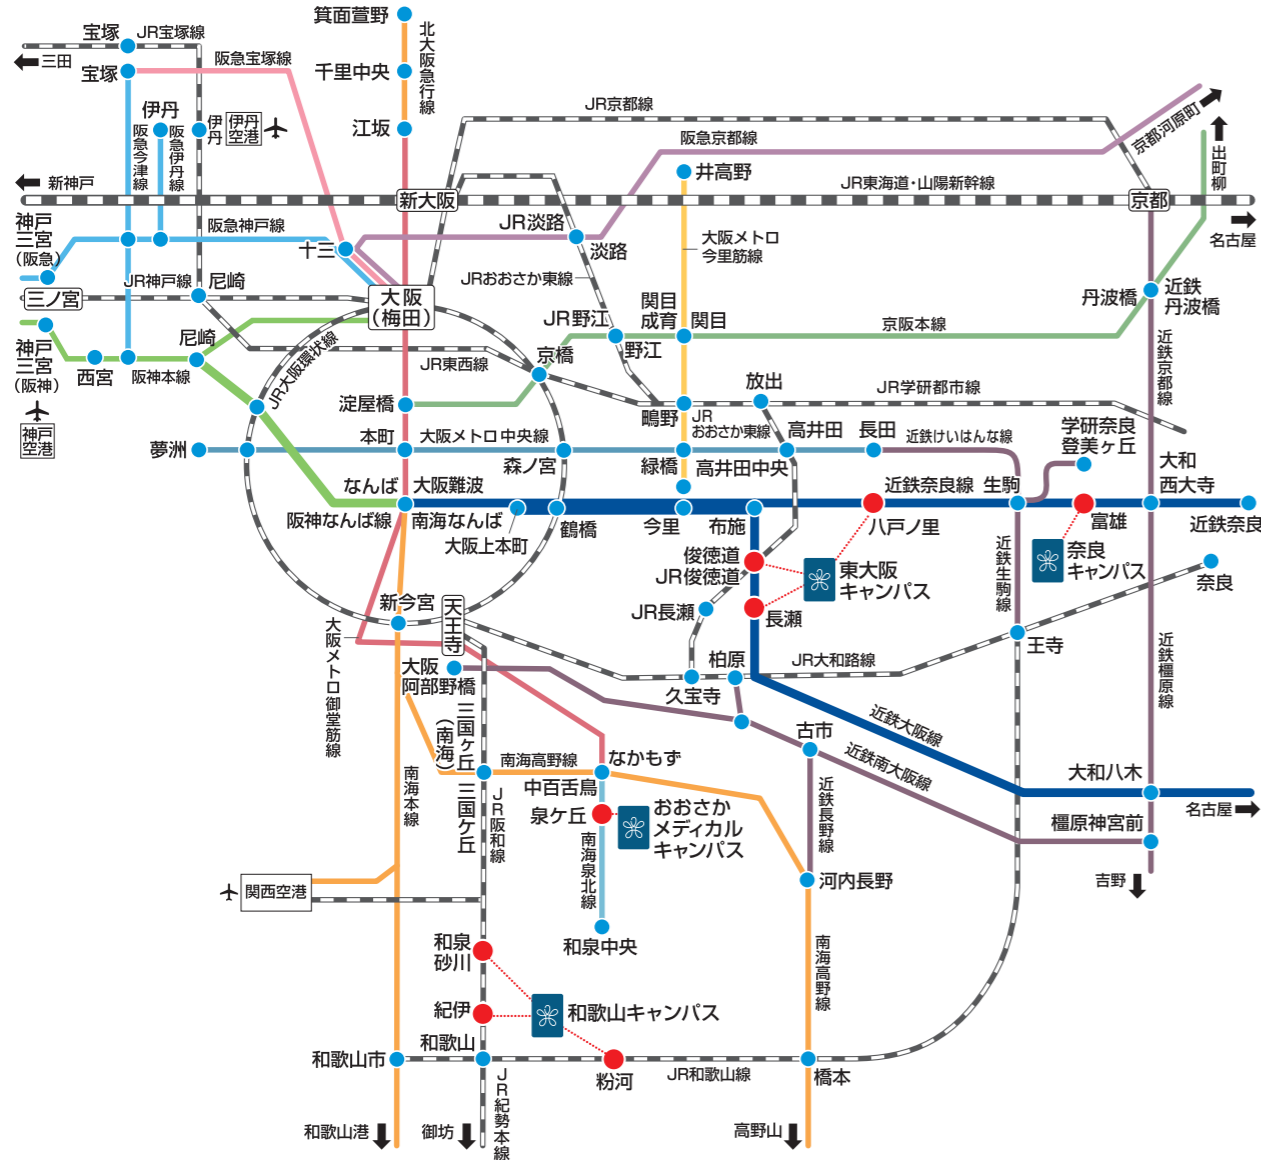 箕面萱野
北大阪急行線
宝塚
JR宝塚線
三田
宝塚
阪急宝塚線
千里中央
伊丹
伊丹
伊丹
空港
江坂
阪急今津線
阪急伊丹線
JR京都線
阪急京都線
京都河原町
出町柳
井高野
新神戸
新大阪
JR東海道・山陽新幹線
京都
名古屋
神戸
三宮
(阪急)
阪急神戸線
十三
JR淡路
淡路
大阪メトロ
今里筋線
JR神戸線
尼崎
JRおおさか東線
三ノ宮
大阪
(梅田)
関目
成育
関目
丹波橋
近鉄
丹波橋
JR野江
野江
京阪本線
神戸
三宮
(阪神)
尼崎
西宮
阪神本線
JR大阪環状線
JR東西線
京橋
放出
JR学研都市線
近鉄京都線
神戸
空港
淀屋橋
鴫野
JR
おおさか東線
高井田
長田
近鉄けいはんな線
学研奈良
登美ヶ丘
夢洲
本町
大阪メトロ中央線
森ノ宮
緑橋
高井田中央
大和
西大寺
なんば
大阪難波
近鉄奈良線
生駒
阪神なんば線
南海なんば
大阪上本町
鶴橋
今里
布施
八戸ノ里
富雄
近鉄奈良
俊徳道
JR俊徳道
東大阪
キャンパス
奈良
キャンパス
近鉄生駒線
奈良
新今宮
天王寺
JR長瀬
長瀬
王寺
大阪メトロ御堂筋線
大阪
阿部野橋
柏原
久宝寺
JR大和路線
近鉄橿原線
三国ヶ丘
(南海)
南海高野線
なかもず
古市
近鉄大阪線
近鉄南大阪線
南海本線
三国ケ丘
JR阪和線
中百舌鳥
泉ケ丘
おおさか
メディカル
キャンパス
近鉄長野線
大和八木
名古屋
橿原神宮前
南海泉北線
関西空港
河内長野
吉野
和泉
砂川
和泉中央
南海高野線
紀伊
和歌山キャンパス
和歌山市
和歌山
粉河
JR和歌山線
橋本
JR紀勢本線
和歌山港
御坊
高野山